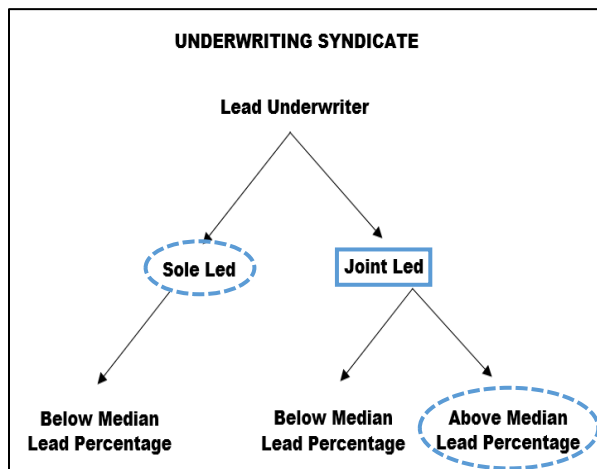 UNDERWRITING SYNDICATE
Lead Underwriter
Sole Led
Joint Led
Below Median
Lead Percentage
Below Median
Lead Percentage
Above Median
Lead Percentage